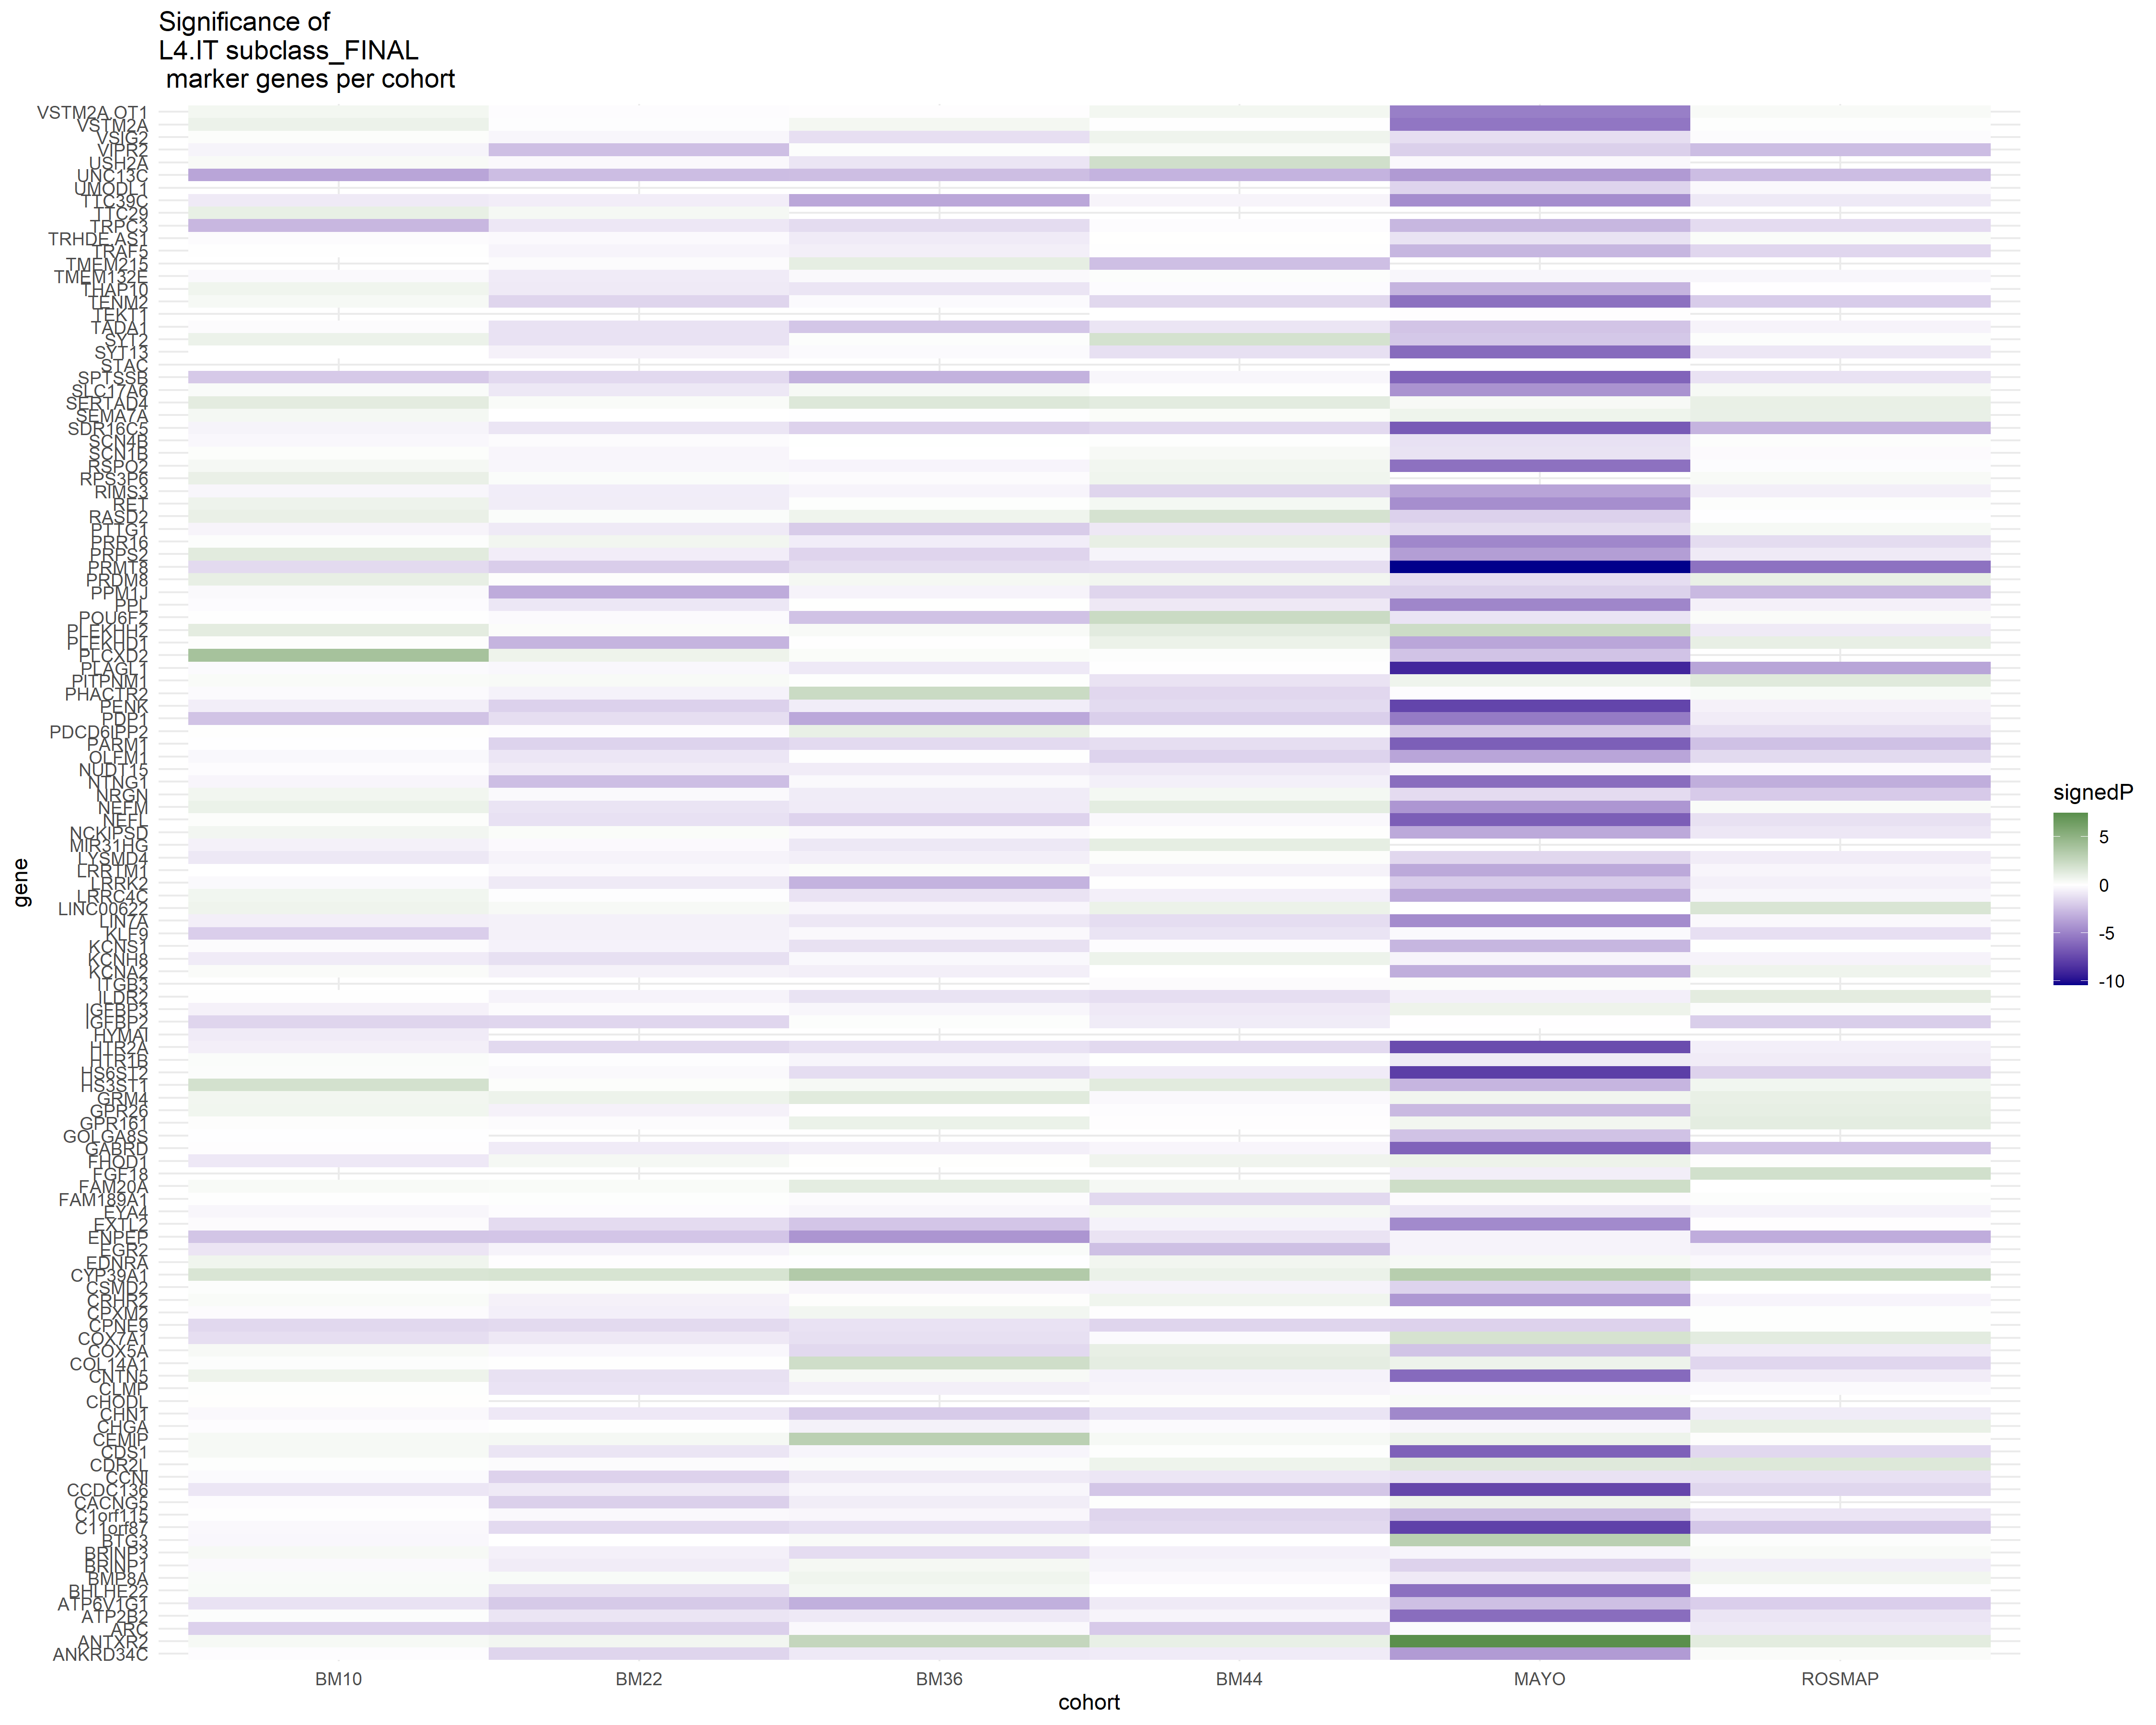 Significance of
L4.IT subclass_FINAL
marker genes per cohort
VSTM2A.OT1
VSTM2A
VSIG2
VIPR2
USH2A
UNC13C
UMODL1
TTC39C
TTC29
TRPC3
TRHDE.AS1
TRAF5
TMEM215
TMEM132E
THAP10
TENM2
TEKT1
TADA1
SYT2
SYT13
STAC
SPTSSB
SLC17A6
SERTAD4
SEMA7A
SDR16C5
SCN4B
SCN1B
RSPO2
RPS3P6
RIMS3
RET
RASD2
PTTG1
PRR16
PRPS2
PRMT8
PRDM8
PPM1J
PPL
POU6F2
PLEKHH2
PLEKHD1
PLCXD2
PLAGL1
PITPNM1
PHACTR2
PENK
PDP1
PDCD6IPP2
PARM1
OLFM1
NUDT15
NTNG1
NRGN
NEFM
NEFL
NCKIPSD
MIR31HG
LYSMD4
LRRTM1
LRRK2
LRRC4C
LINC00622
LIN7A
KLF9
KCNS1
KCNH8
KCNA2
ITGB3
ILDR2
IGFBP3
IGFBP2
HYMAI
HTR2A
HTR1B
HS6ST2
HS3ST1
GRM4
GPR26
GPR161
GOLGA8S
GABRD
FHOD1
FGF18
FAM20A
FAM189A1
EYA4
EXTL2
ENPEP
EGR2
EDNRA
CYP39A1
CSMD2
CRHR2
CPXM2
CPNE9
COX7A1
COX5A
COL14A1
CNTN5
CLMP
CHODL
CHN1
CHGA
CEMIP
CDS1
CDR2L
CCNI
CCDC136
CACNG5
C1orf115
C11orf87
BTG3
BRINP3
BRINP1
BMP8A
BHLHE22
ATP6V1G1
ATP2B2
ARC
ANTXR2
ANKRD34C
gene
BM10 BM22 BM36 BM44 MAYO ROSMAP
cohort
signedP
5
0
-5
-10